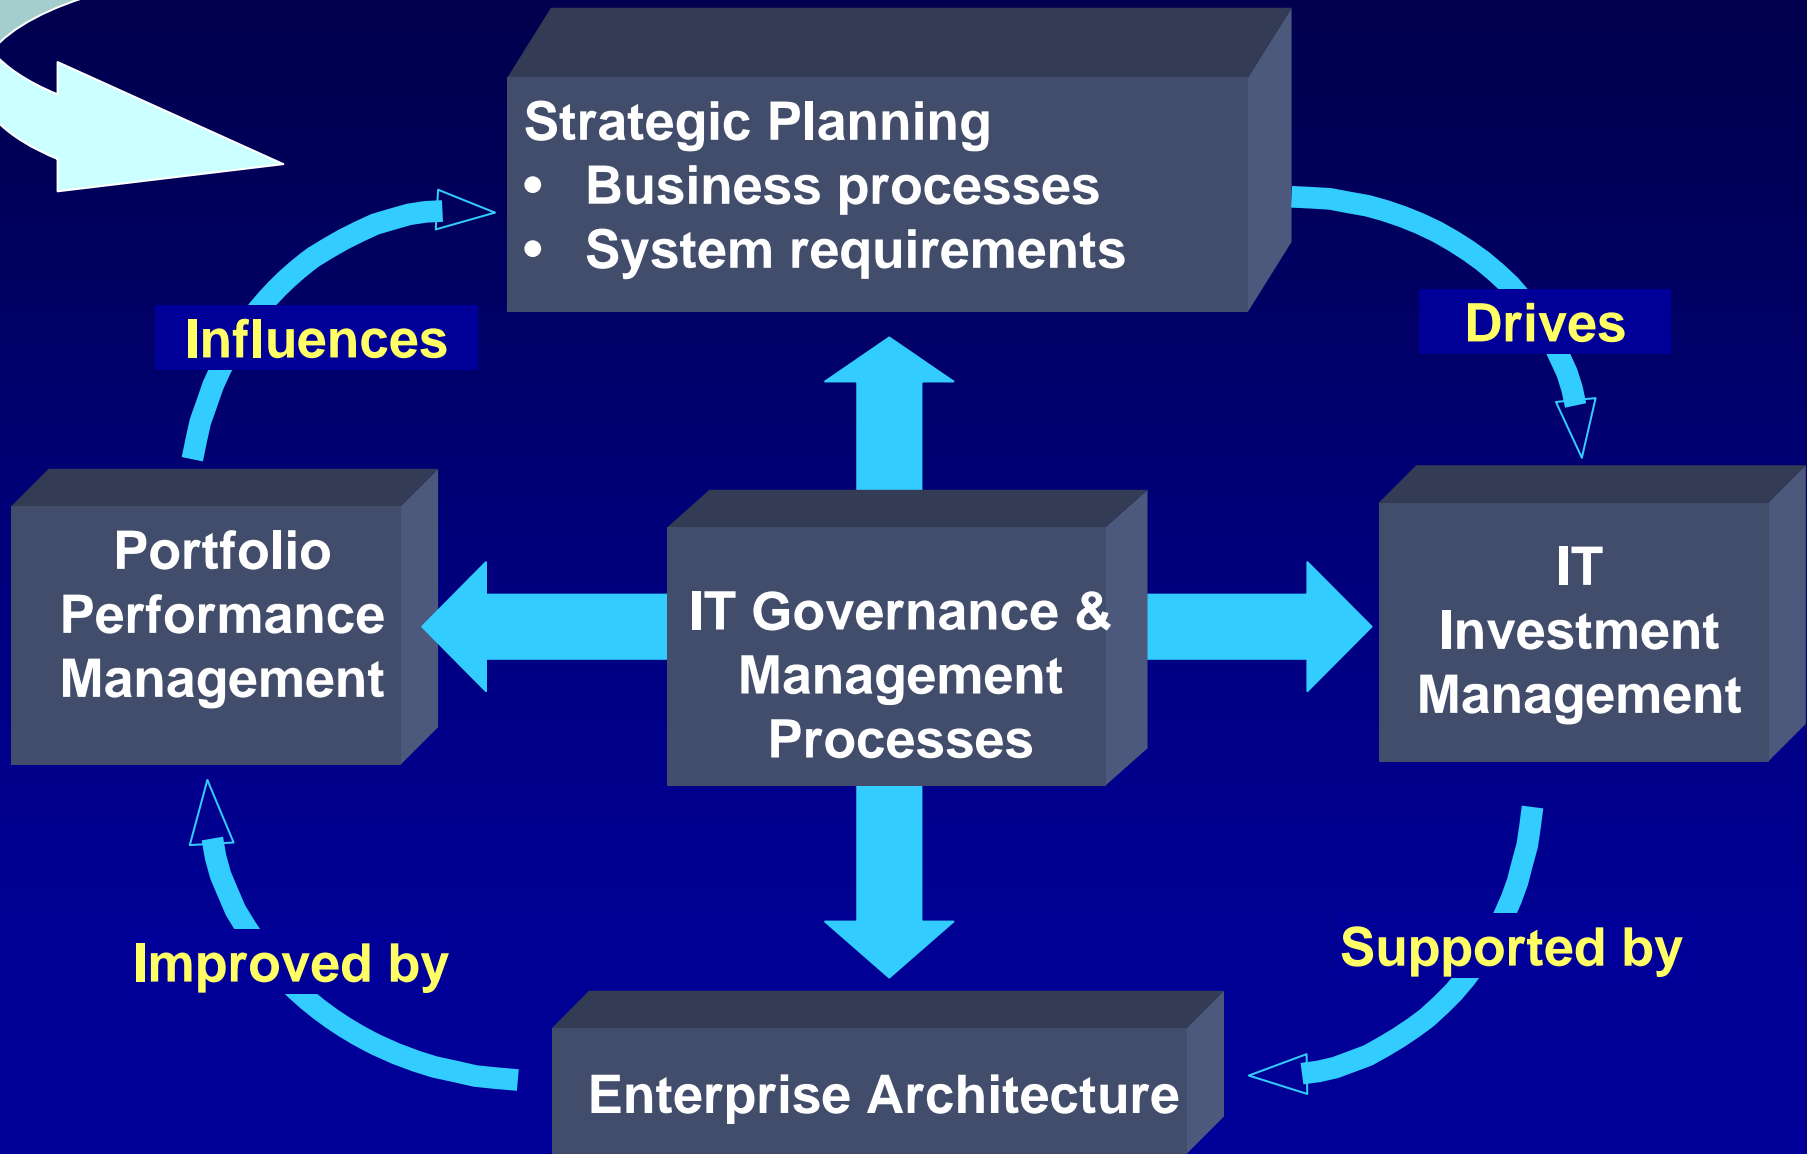 Strategic Planning
• Business processes
• System requirements
Influences
Drives
Portfolio
Performance
Management
IT Governance &
Management
Processes
IT
Investment
Management
Improved by
Supported by
Enterprise Architecture